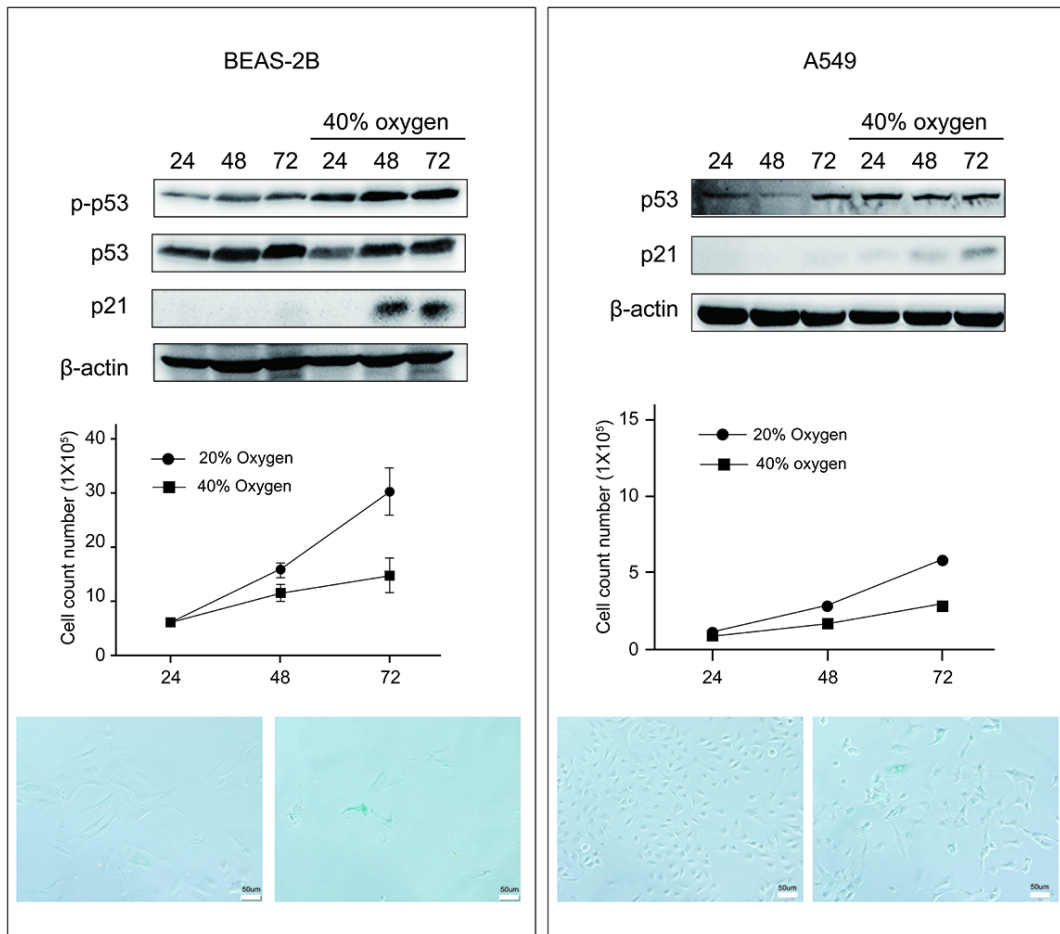 BEAS-2B
40% oxygen
24 48 72 24 48 72
p-p53
p53
p21
β-actin
Cell count number (1X10⁵)
40
30
20
10
0
20% Oxygen
40% Oxygen
24 48 72
50um
50um
A549
40% oxygen
24 48 72 24 48 72
p53
p21
β-actin
Cell count number (1X10⁵)
15
10
5
0
20% Oxygen
40% oxygen
24 48 72
50um
50um